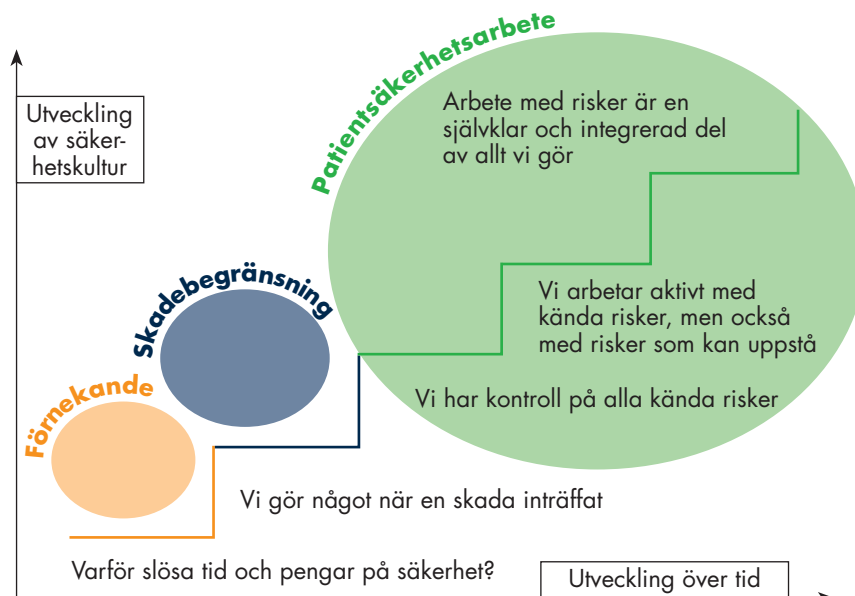 Patientsäkerhetsarbete
Utveckling
av säker-
hetskultur
Arbete med risker är en
självklar och integrerad del
av allt vi gör
Skadebegränsning
Vi arbetar aktivt med
kända risker, men också
med risker som kan uppstå
Förnekande
Vi har kontroll på alla kända risker
Vi gör något när en skada inträffat
Varför slösa tid och pengar på säkerhet?
Utveckling över tid